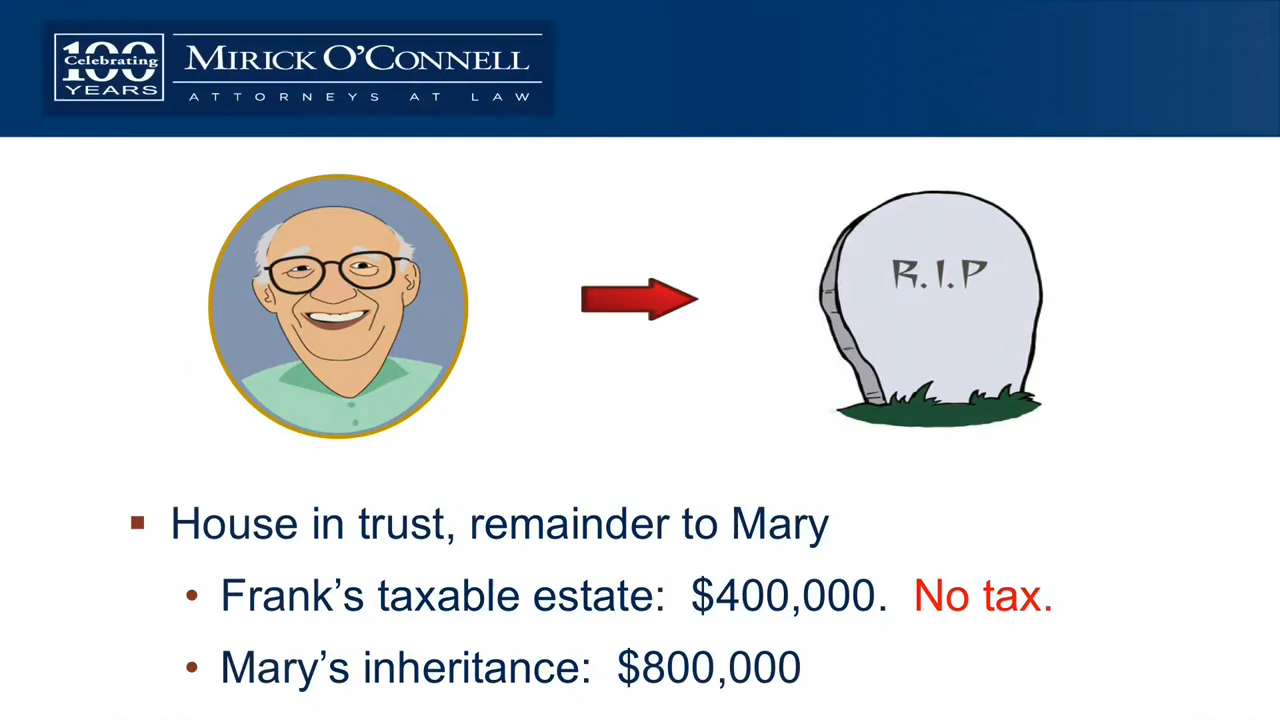 100
Celebrating
YEARS
MIRICK O'CONNELL
ATTORNEYS AT LAW
R.I.P
House in trust, remainder to Mary
Frank's taxable estate: $400,000. No tax.
Mary's inheritance: $800,000